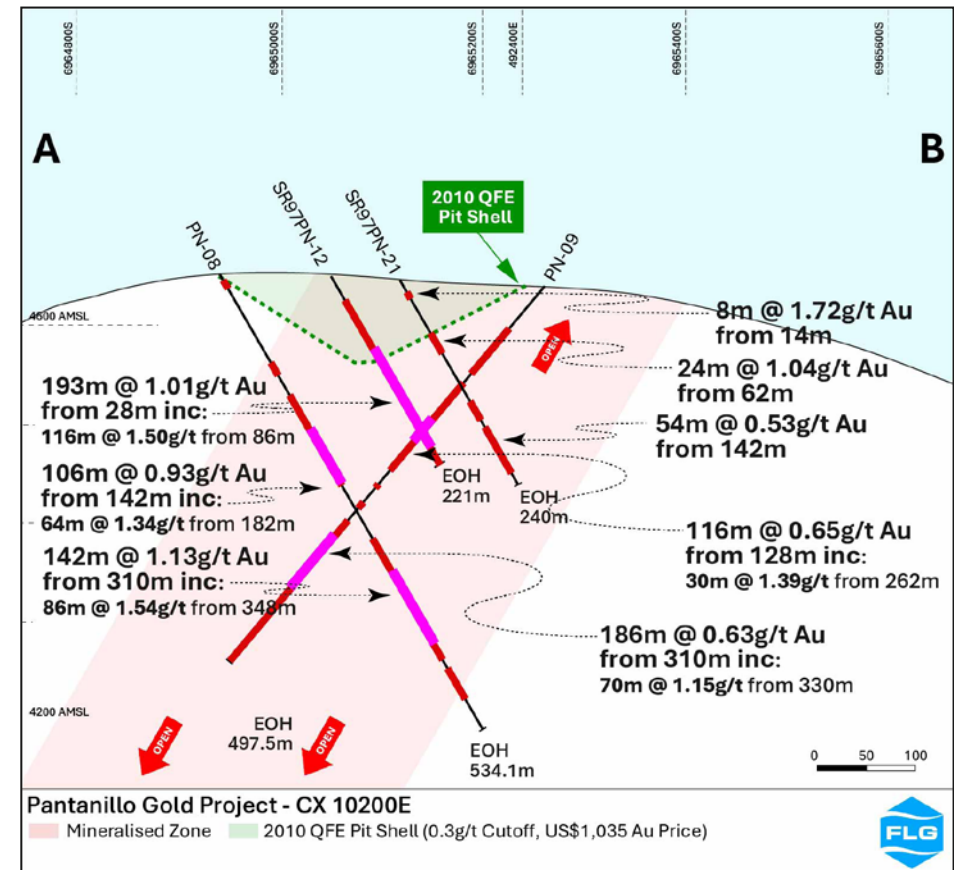 6964800S
6965000S
6965200S
492400E
6965400S
6965600S
A
B
2010 QFE
Pit Shell
PN-08
SR97PN-12
SR97PN-21
PN-09
4600 AMSL
OPEN
8m @ 1.72g/t Au
from 14m
24m @ 1.04g/t Au
from 62m
54m @ 0.53g/t Au
from 142m
193m @ 1.01g/t Au
from 28m inc:
116m @ 1.50g/t from 86m
106m @ 0.93g/t Au
from 142m inc:
64m @ 1.34g/t from 182m
142m @ 1.13g/t Au
from 310m inc:
86m @ 1.54g/t from 348m
EOH
221m
EOH
240m
116m @ 0.65g/t Au
from 128m inc:
30m @ 1.39g/t from 262m
186m @ 0.63g/t Au
from 310m inc:
70m @ 1.15g/t from 330m
4200 AMSL
OPEN
OPEN
EOH
497.5m
EOH
534.1m
0 50 100
Pantanillo Gold Project - CX 10200E
Mineralised Zone
2010 QFE Pit Shell (0.3g/t Cutoff, US$1,035 Au Price)
FLG